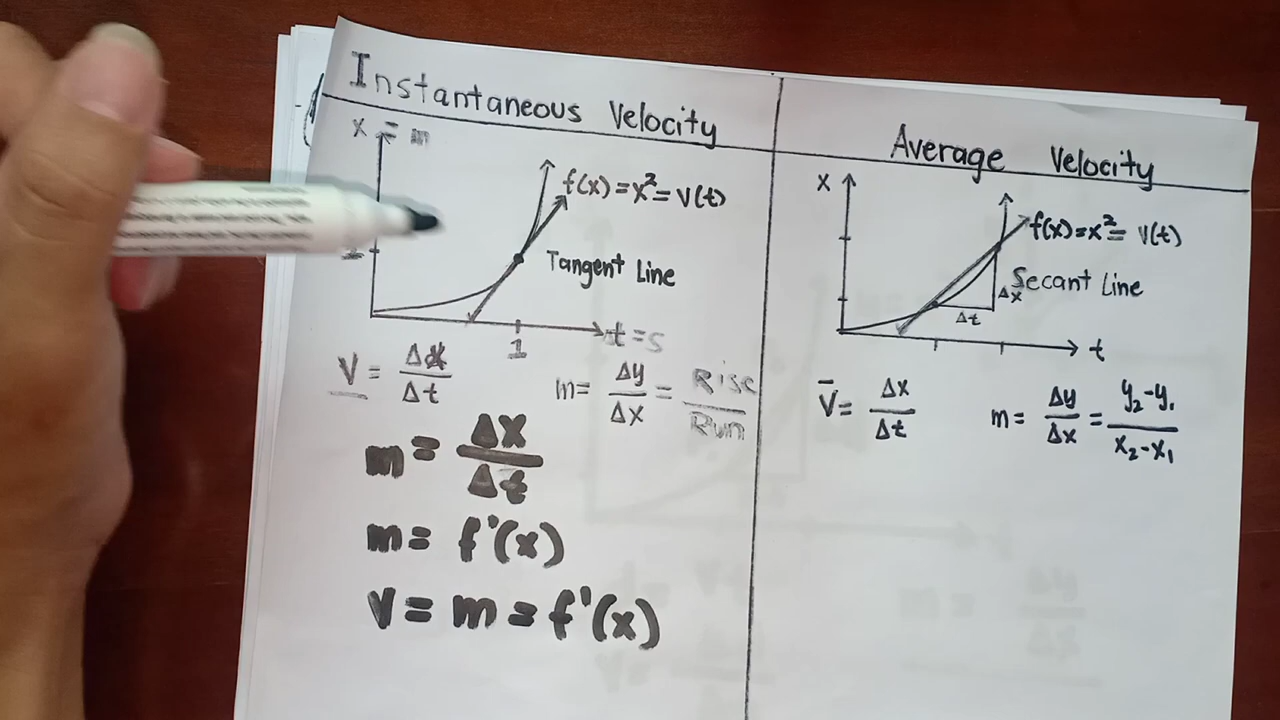 Instantaneous Velocity
x = m
f(x)=x²=v(t)
Tangent Line
1
t = s
V = Δx/Δt
m= Δy/Δx = Rise/Run
m = Δx/Δt
m= f'(x)
v = m = f'(x)
Average Velocity
x
f(x)=x²= v(t)
Secant Line
Δx
Δt
t
V̄= Δx/Δt
m= Δy/Δx = y₂-y₁/x₂-x₁